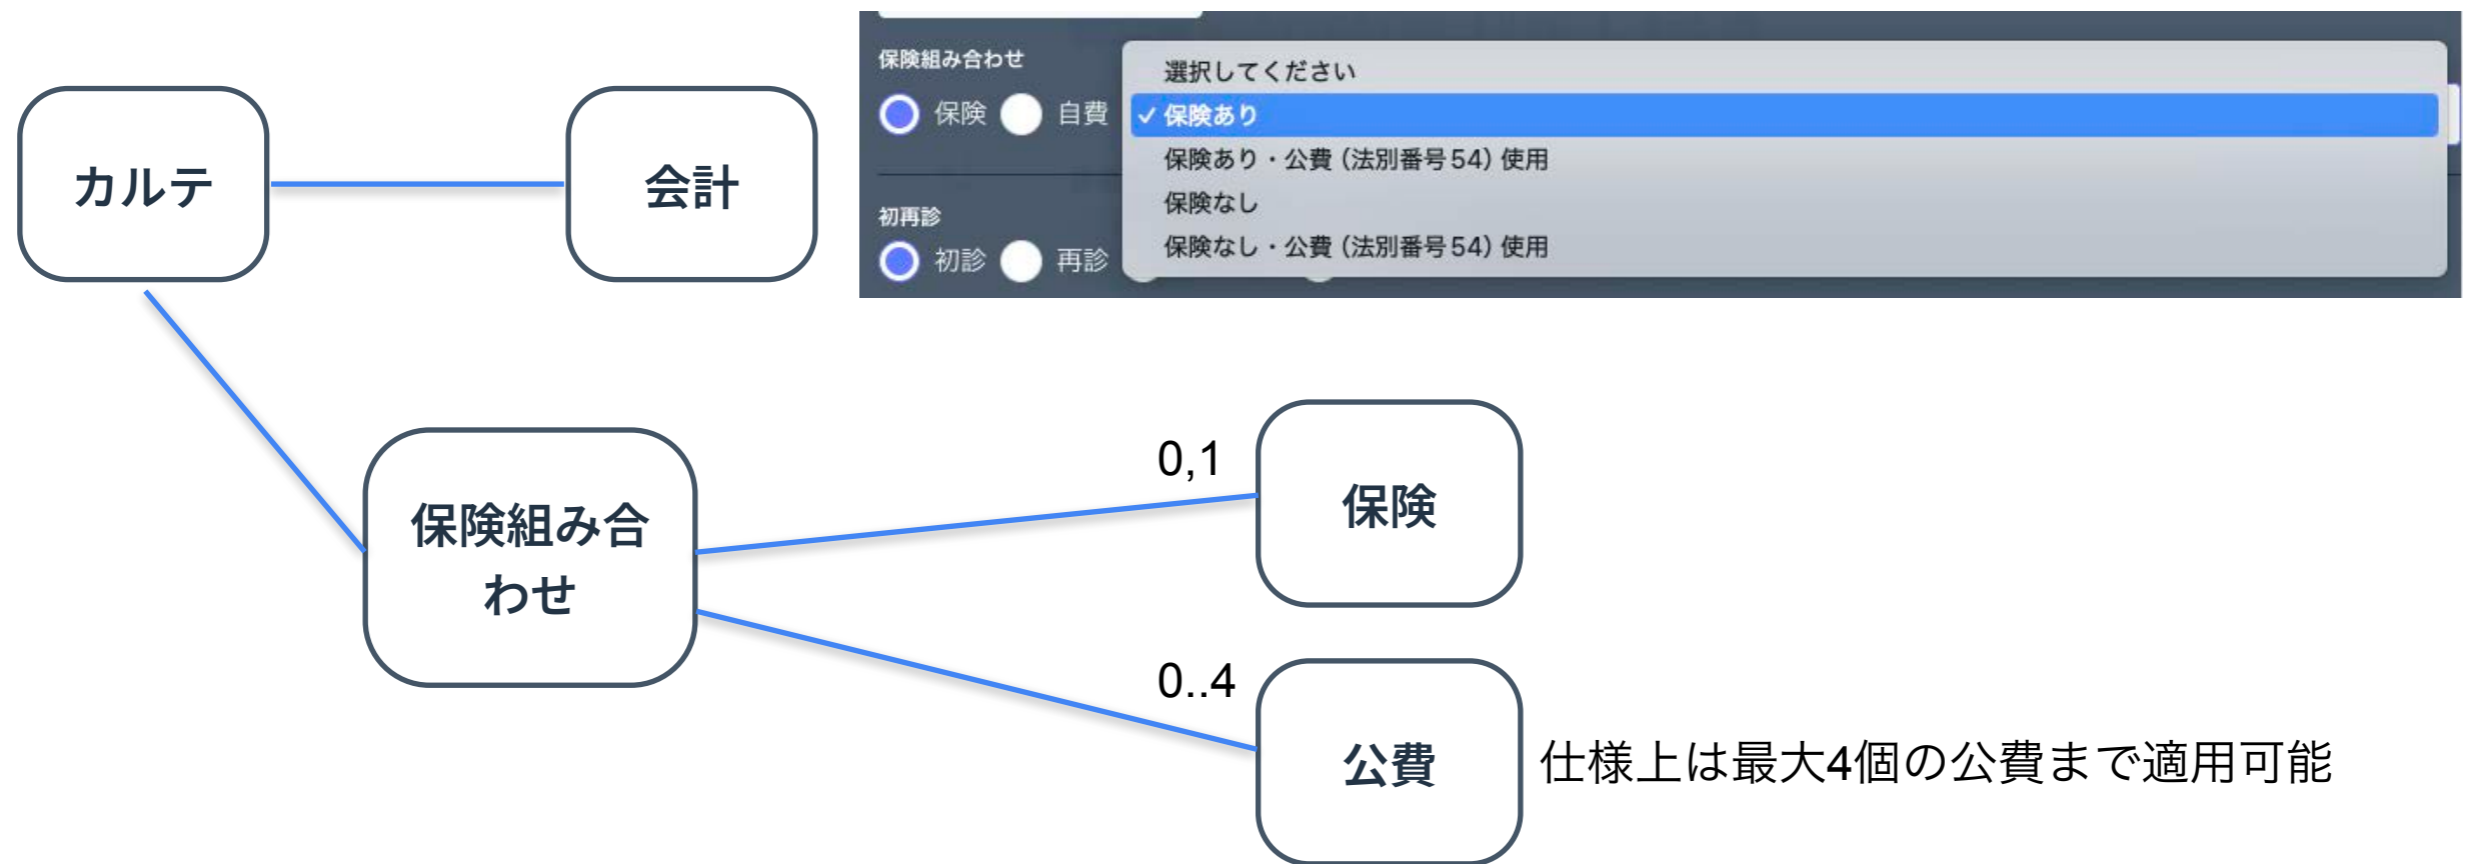 保険組み合わせ
保険 自費
選択してください
✓ 保険あり
保険あり・公費 (法別番号54) 使用
保険なし
保険なし・公費 (法別番号54) 使用
初再診
初診 再診
カルテ
会計
保険組み合
わせ
0,1
保険
0..4
公費
仕様上は最大4個の公費まで適用可能